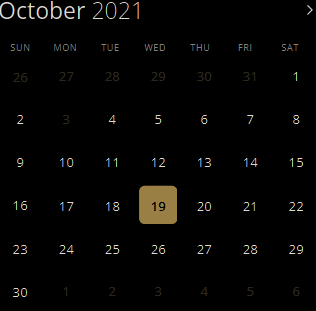 October 2021
SUN MON TUE WED THU FRI SAT
26 27 28 29 30 31 1
2 3 4 5 6 7 8
9 10 11 12 13 14 15
16 17 18 19 20 21 22
23 24 25 26 27 28 29
30 1 2 3 4 5 6